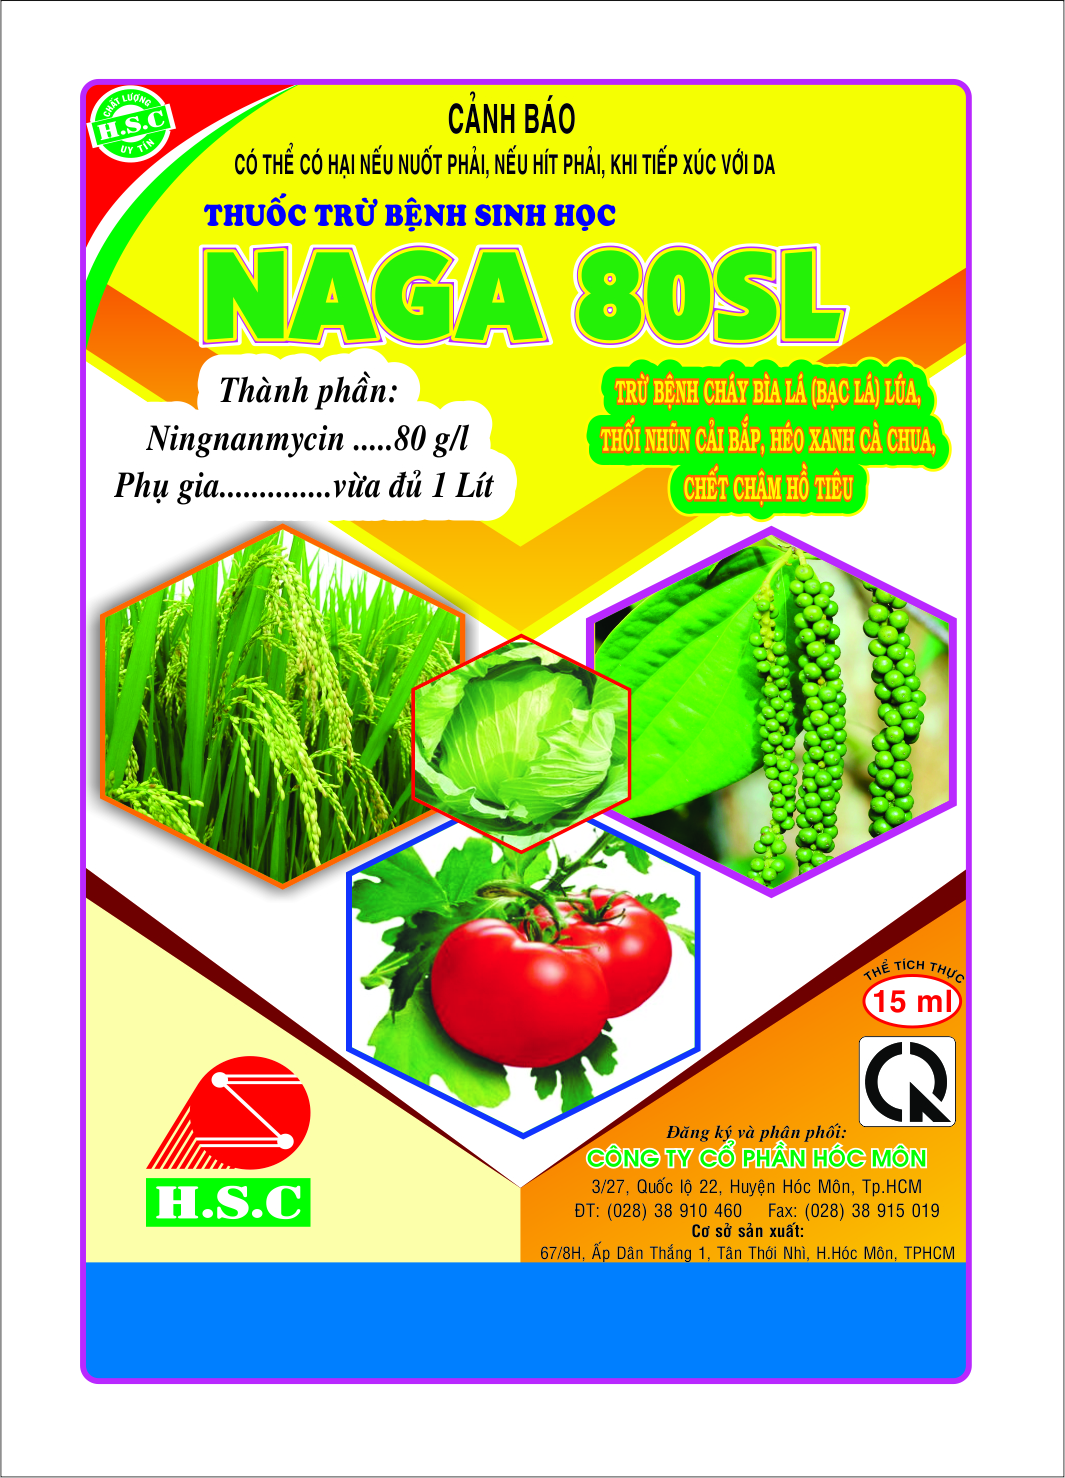 CHẤT LƯỢNG
H.S.C
UY TÍN
CẢNH BÁO
CÓ THỂ CÓ HẠI NẾU NUỐT PHẢI, NẾU HÍT PHẢI, KHI TIẾP XÚC VỚI DA
THUỐC TRỪ BỆNH SINH HỌC
NAGA 80SL
Thành phần:
Ningnanmycin .....80 g/l
Phụ gia..............vừa đủ 1 Lít
TRỪ BỆNH CHÁY BÌA LÁ (BẠC LÁ) LÚA,
THỐI NHŨN CẢI BẮP, HÉO XANH CÀ CHUA,
CHẾT CHẬM HỒ TIÊU
THỂ TÍCH THỰC
15 ml
H.S.C
Đăng ký và phân phối:
CÔNG TY CỔ PHẦN HÓC MÔN
3/27, Quốc lộ 22, Huyện Hóc Môn, Tp.HCM
ĐT: (028) 38 910 460 Fax: (028) 38 915 019
Cơ sở sản xuất:
67/8H, Ấp Dân Thắng 1, Tân Thới Nhì, H.Hóc Môn, TPHCM